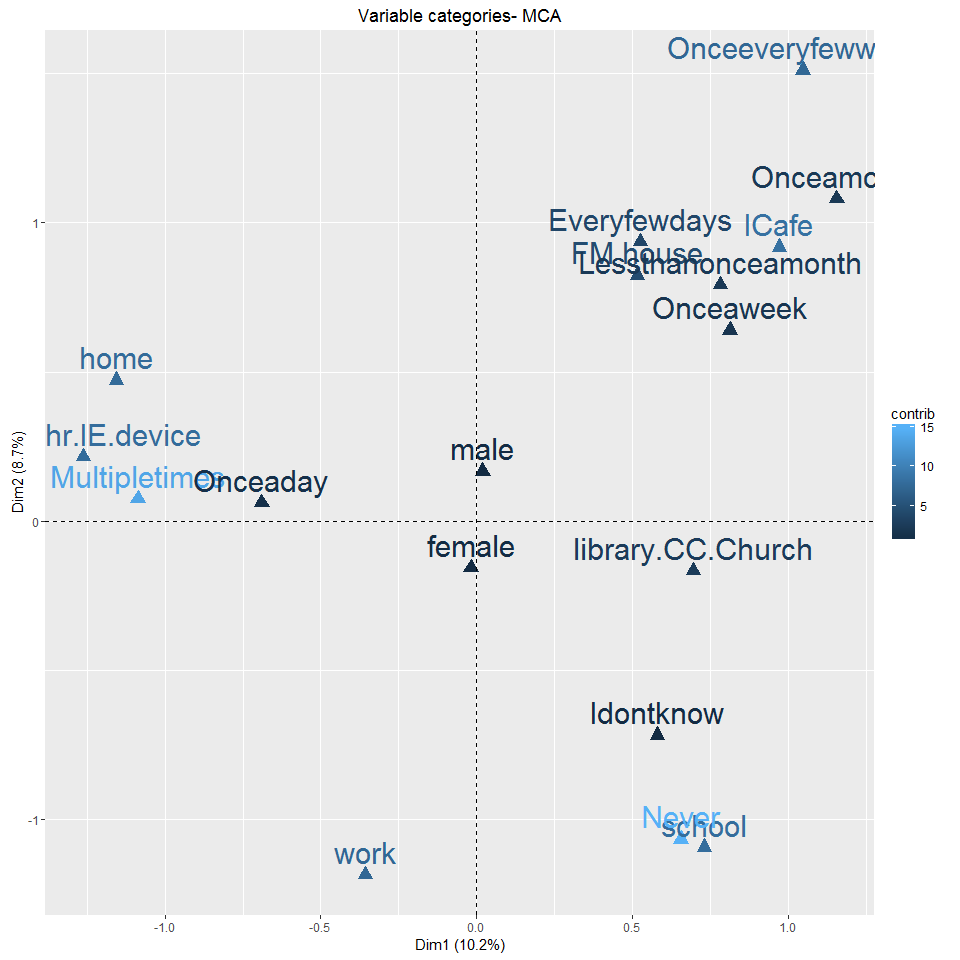 Variable categories- MCA
Onceeveryfeww
Onceamo
Everyfewdays
ICafe
FM.house
Lessthanonceamonth
Onceaweek
home
hr.IE.device
male
Multipletimes
Onceaday
female
library.CC.Church
Idontknow
Never
school
work
1
0
-1
-1.0
-0.5
0.0
0.5
1.0
Dim1 (10.2%)
Dim2 (8.7%)
contrib
15
10
5